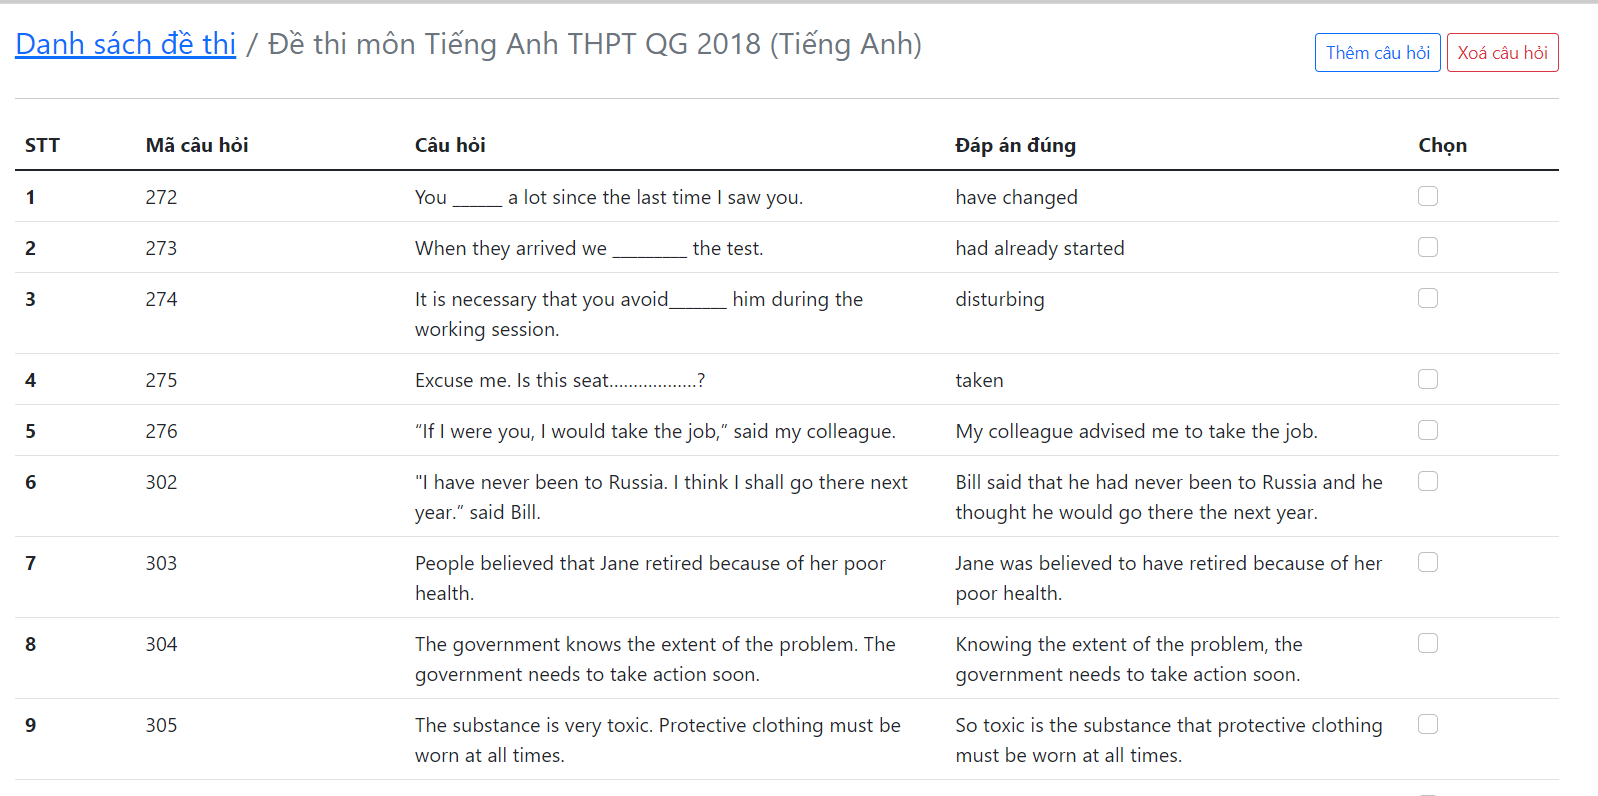 Danh sách đề thi / Đề thi môn Tiếng Anh THPT QG 2018 (Tiếng Anh)
Thêm câu hỏi Xoá câu hỏi
STT Mã câu hỏi Câu hỏi Đáp án đúng Chọn
1 272 You ______ a lot since the last time I saw you. have changed
2 273 When they arrived we _________ the test. had already started
3 274 It is necessary that you avoid_______ him during the disturbing
working session.
4 275 Excuse me. Is this seat..................? taken
5 276 “If I were you, I would take the job,” said my colleague. My colleague advised me to take the job.
6 302 "I have never been to Russia. I think I shall go there next Bill said that he had never been to Russia and he
year.” said Bill. thought he would go there the next year.
7 303 People believed that Jane retired because of her poor Jane was believed to have retired because of her
health. poor health.
8 304 The government knows the extent of the problem. The Knowing the extent of the problem, the
government needs to take action soon. government needs to take action soon.
9 305 The substance is very toxic. Protective clothing must be So toxic is the substance that protective clothing
worn at all times. must be worn at all times.